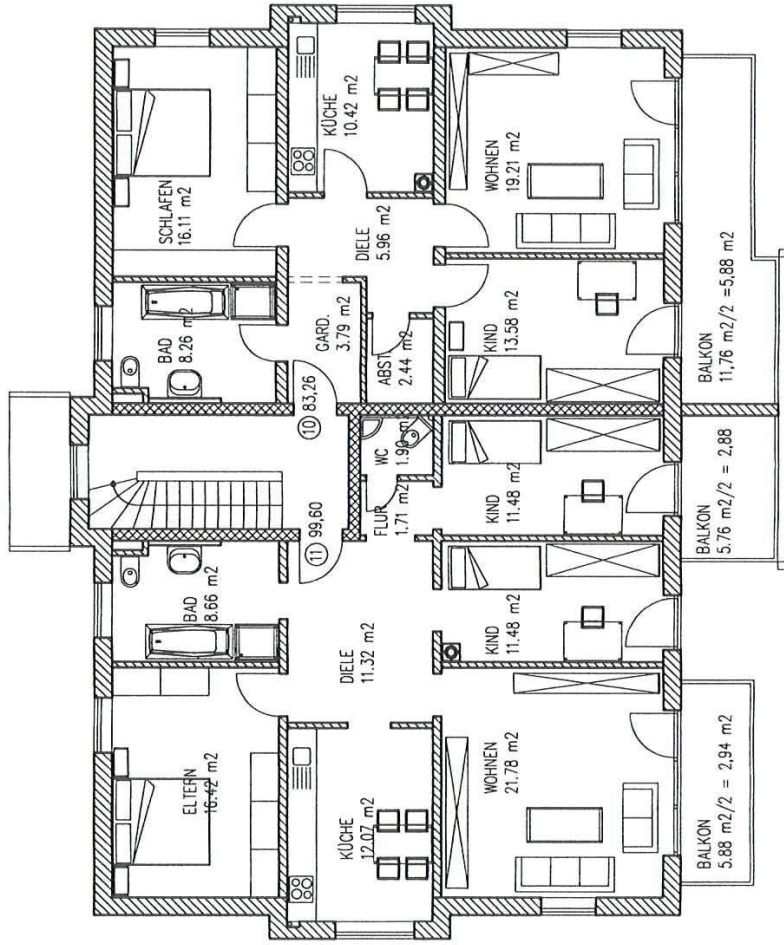 SCHLAFEN
16.11 m2
KÜCHE
10.42 m2
BAD
8.26 m2
DIELE
5.96 m2
WOHNEN
19.21 m2
GARD.
3.79 m2
ABST.
2.44 m2
KIND
13.58 m2
BALKON
11,76 m2/2 =5,88 m2
10 83,26
11 99,60
WC
FLUR
1.71 m2
KIND
11.48 m2
BALKON
5.76 m2/2 = 2,88
BAD
8.66 m2
DIELE
11.32 m2
KIND
11.48 m2
ELTERN
16.42 m2
KÜCHE
12.07 m2
WOHNEN
21.78 m2
BALKON
5.88 m2/2 = 2,94 m2